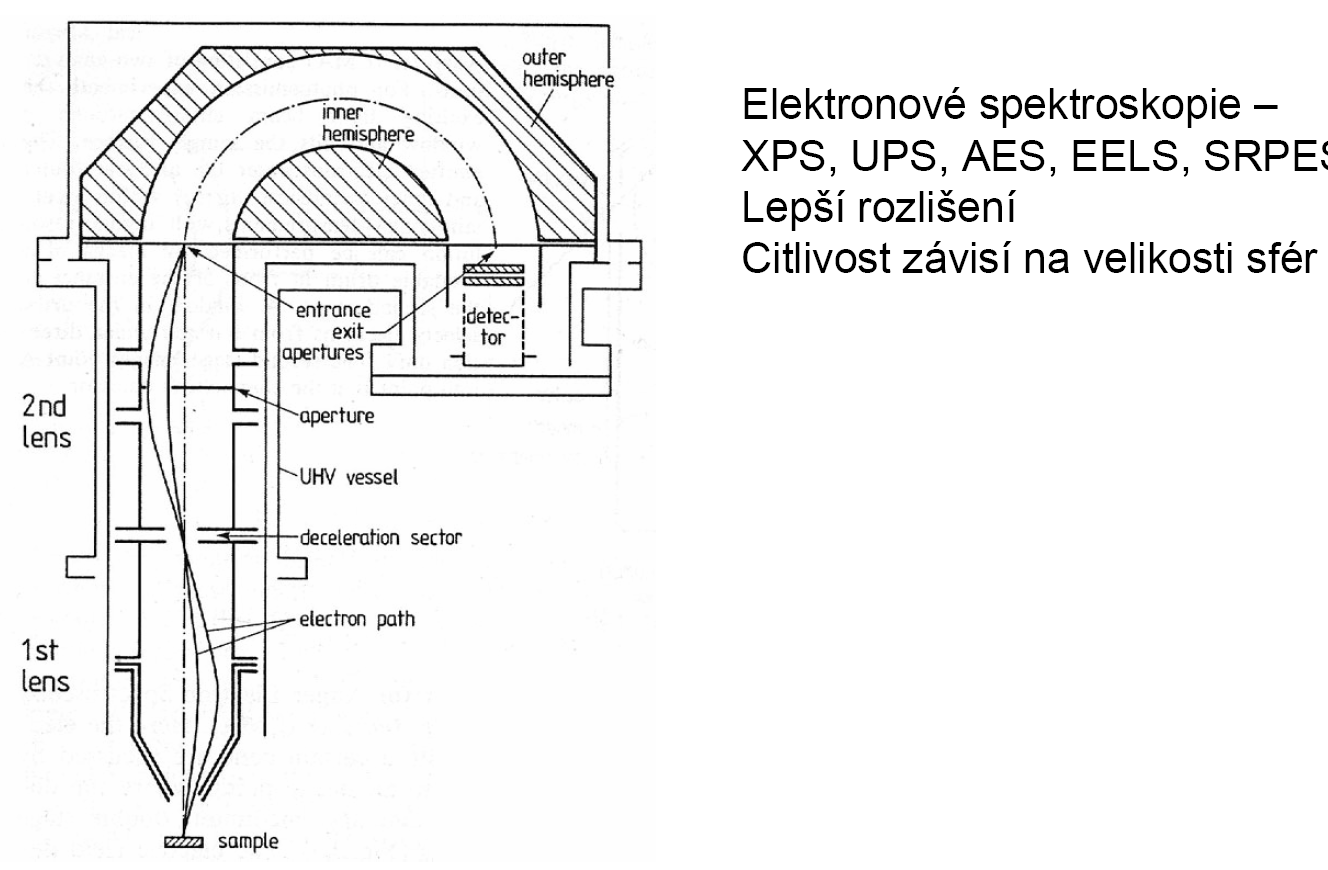 outer
hemisphere
inner
hemisphere
entrance
exit
apertures
detec-
tor
2nd
lens
aperture
UHV vessel
deceleration sector
electron path
1st
lens
sample
Elektronové spektroskopie –
XPS, UPS, AES, EELS, SRPES
Lepší rozlišení
Citlivost závisí na velikosti sfér